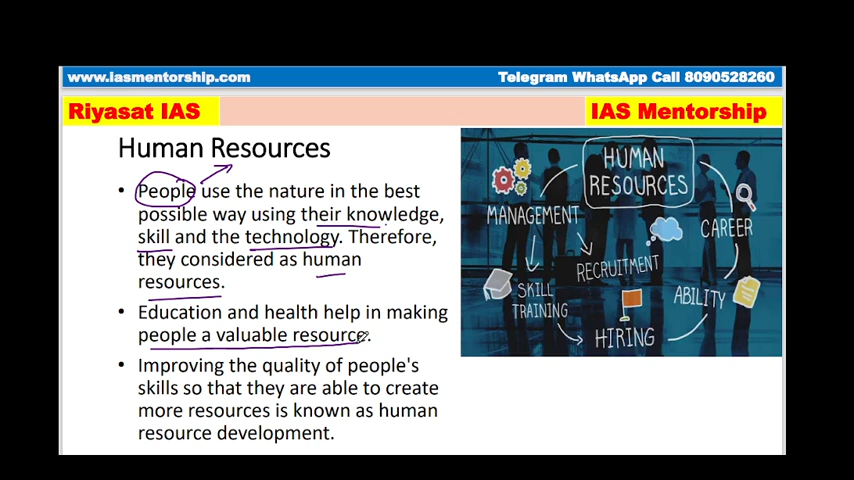 www.iasmentorship.com
Telegram WhatsApp Call 8090528260
Riyasat IAS
IAS Mentorship
Human Resources
• People use the nature in the best
possible way using their knowledge,
skill and the technology. Therefore,
they considered as human
resources.
• Education and health help in making
people a valuable resource.
• Improving the quality of people's
skills so that they are able to create
more resources is known as human
resource development.
HUMAN
RESOURCES
MANAGEMENT
CAREER
RECRUITMENT
SKILL
TRAINING
ABILITY
HIRING